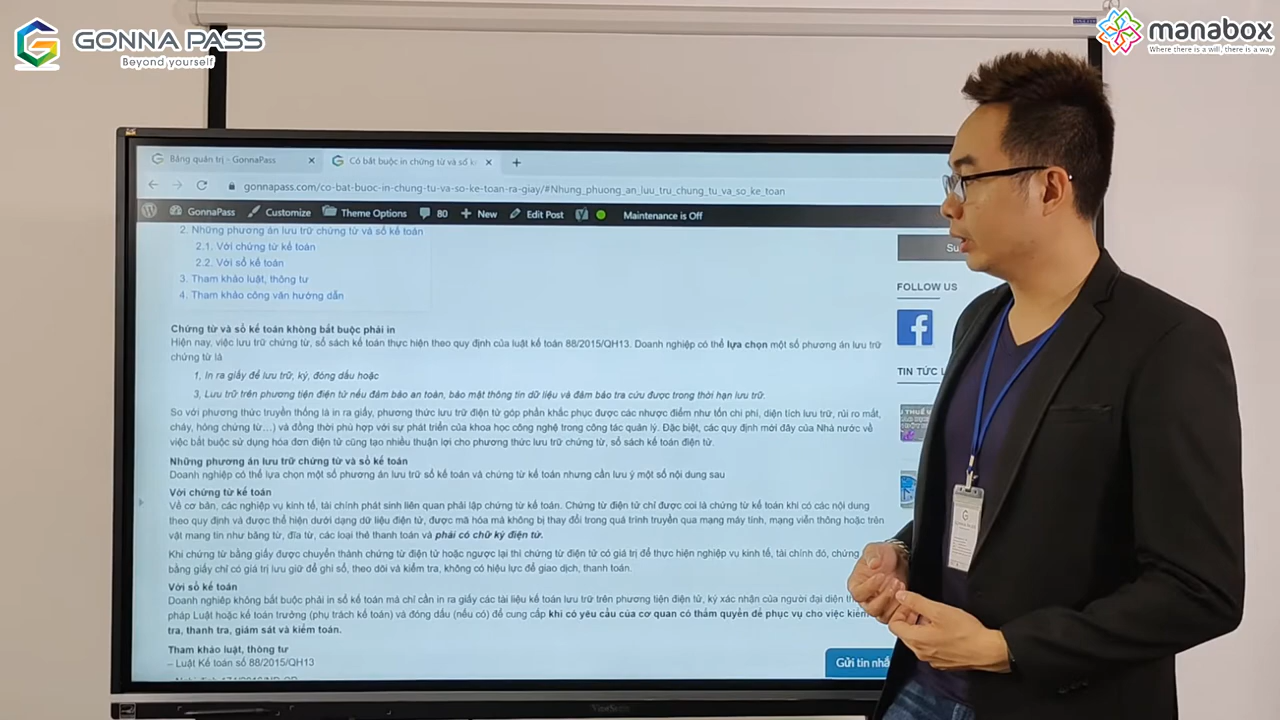 GONNA PASS
Beyond yourself
manabox
Where there is a will, there is a way
Bảng quản trị - GonnaPass
Có bắt buộc in chứng từ và sổ k
gonnapass.com/co-bat-buoc-in-chung-tu-va-so-ke-toan-ra-giay/#Nhung_phuong_an_luu_tru_chung_tu_va_so_ke_toan
GonnaPass Customize Theme Options 80 New Edit Post Maintenance is Off
2. Những phương án lưu trữ chứng từ và sổ kế toán
2.1. Với chứng từ kế toán
2.2. Với sổ kế toán
3. Tham khảo luật, thông tư
4. Tham khảo công văn hướng dẫn
Su
FOLLOW US
Chứng từ và sổ kế toán không bắt buộc phải in
Hiện nay, việc lưu trữ chứng từ, sổ sách kế toán thực hiện theo quy định của luật kế toán 88/2015/QH13. Doanh nghiệp có thể lựa chọn một số phương án lưu trữ
chứng từ là
1, In ra giấy để lưu trữ, ký, đóng dấu hoặc
3, Lưu trữ trên phương tiện điện tử nếu đảm bảo an toàn, bảo mật thông tin dữ liệu và đảm bảo tra cứu được trong thời hạn lưu trữ.
TIN TỨC
So với phương thức truyền thống là in ra giấy, phương thức lưu trữ điện tử góp phần khắc phục được các nhược điểm như tốn chi phí, diện tích lưu trữ, rủi ro mất,
cháy, hỏng chứng từ…) và đồng thời phù hợp với sự phát triển của khoa học công nghệ trong công tác quản lý. Đặc biệt, các quy định mới đây của Nhà nước về
việc bắt buộc sử dụng hóa đơn điện tử cũng tạo nhiều thuận lợi cho phương thức lưu trữ chứng từ, sổ sách kế toán điện tử.
Những phương án lưu trữ chứng từ và sổ kế toán
Doanh nghiệp có thể lựa chọn một số phương án lưu trữ sổ kế toán và chứng từ kế toán nhưng cần lưu ý một số nội dung sau
Với chứng từ kế toán
Về cơ bản, các nghiệp vụ kinh tế, tài chính phát sinh liên quan phải lập chứng từ kế toán. Chứng từ điện tử chỉ được coi là chứng từ kế toán khi có các nội dung
theo quy định và được thể hiện dưới dạng dữ liệu điện tử, được mã hóa mà không bị thay đổi trong quá trình truyền qua mạng máy tính, mạng viễn thông hoặc trên
vật mang tin như băng từ, đĩa từ, các loại thẻ thanh toán và phải có chữ ký điện tử.
Khi chứng từ bằng giấy được chuyển thành chứng từ điện tử hoặc ngược lại thì chứng từ điện tử có giá trị để thực hiện nghiệp vụ kinh tế, tài chính đó, chứng
bằng giấy chỉ có giá trị lưu giữ để ghi sổ, theo dõi và kiểm tra, không có hiệu lực để giao dịch, thanh toán.
Với sổ kế toán
Doanh nghiệp không bắt buộc phải in sổ kế toán mà chỉ cần in ra giấy các tài liệu kế toán lưu trữ trên phương tiện điện tử, ký xác nhận của người đại diện
pháp Luật hoặc kế toán trưởng (phụ trách kế toán) và đóng dấu (nếu có) để cung cấp khi có yêu cầu của cơ quan có thẩm quyền để phục vụ cho việc kiểm
tra, thanh tra, giám sát và kiểm toán.
Tham khảo luật, thông tư
– Luật Kế toán số 88/2015/QH13
Gửi tin nhắ
GONNA PASS
ViewSonic